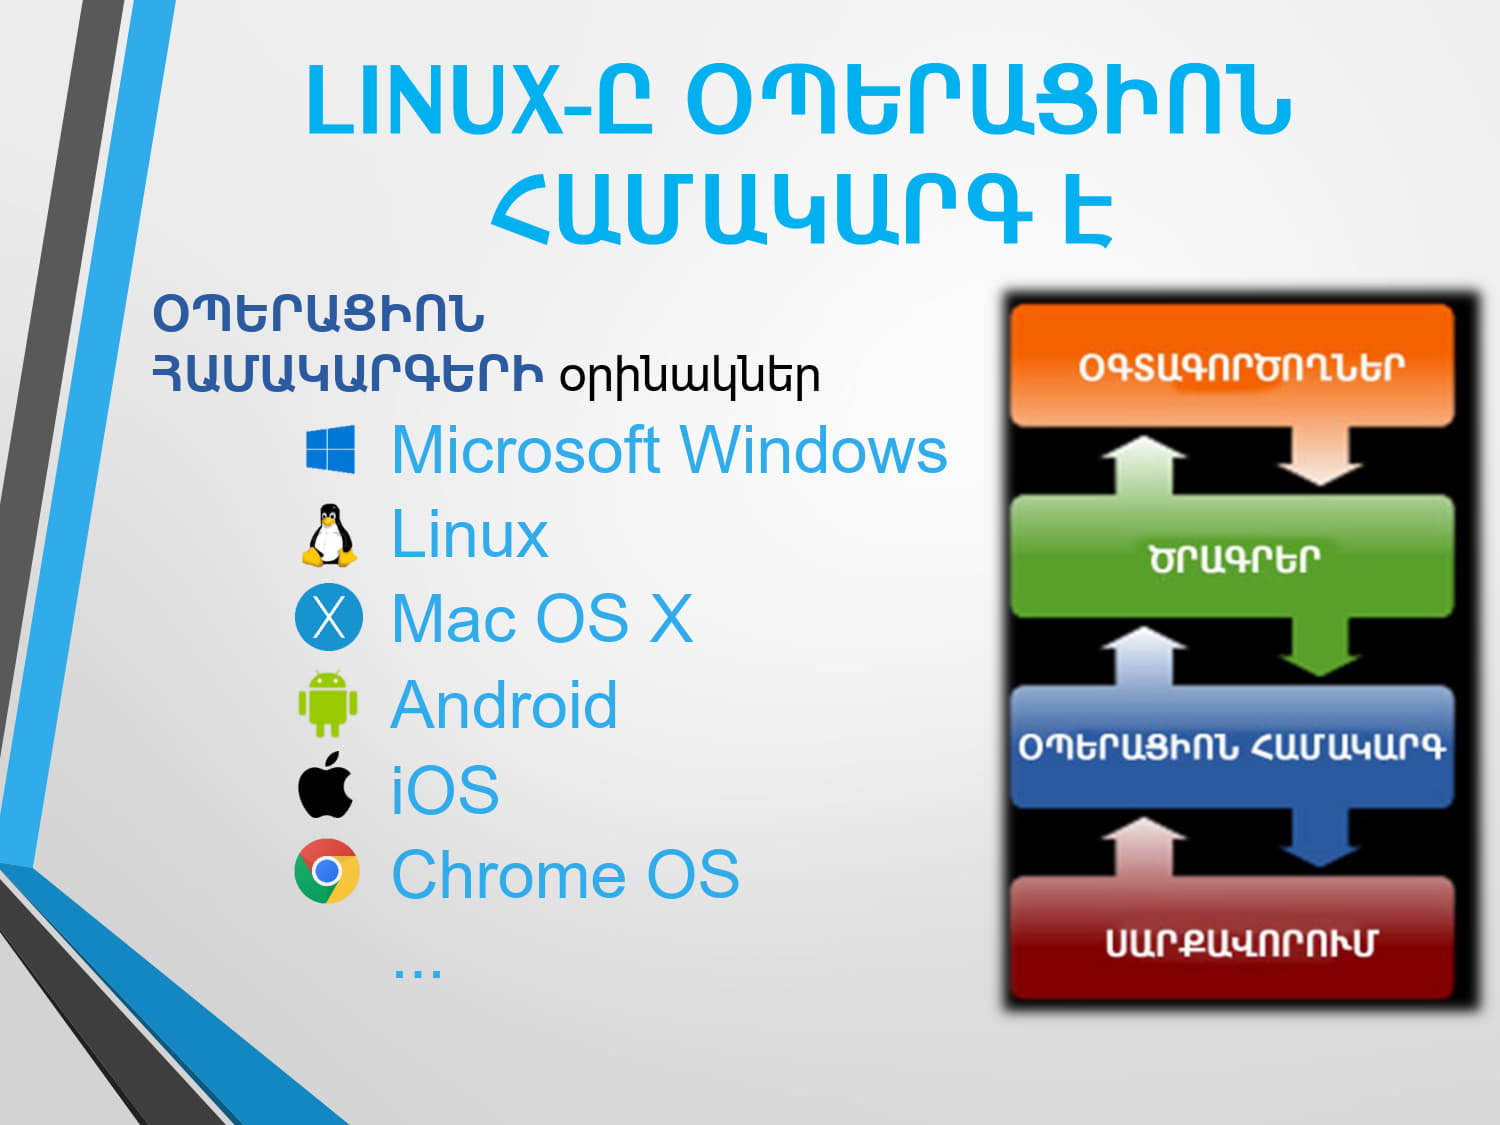 LINUX-Ը ՕՊԵՐԱՑԻՈՆ
ՀԱՄԱԿԱՐԳ Է
ՕՊԵՐԱՑԻՈՆ
ՀԱՄԱԿԱՐԳԵՐԻ օրինակներ
Microsoft Windows
Linux
Mac OS X
Android
iOS
Chrome OS
...
ՕԳՏԱԳՈՐԾՈՂՆԵՐ
ԾՐԱԳՐԵՐ
ՕՊԵՐԱՑԻՈՆ ՀԱՄԱԿԱՐԳ
ՍԱՐՔԱՎՈՐՈՒՄ